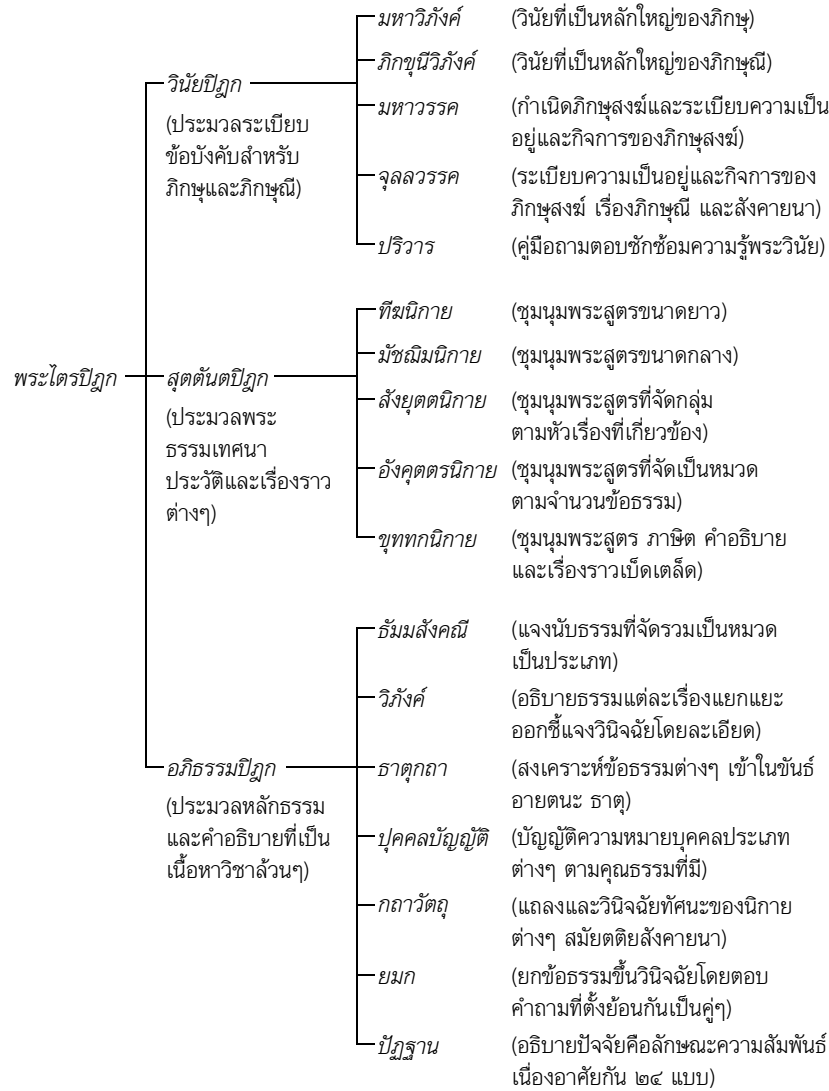 พระไตรปิฎก
วินัยปิฎก
(ประมวลระเบียบ
ข้อบังคับสำหรับ
ภิกษุและภิกษุณี)
มหาวิภังค์ (วินัยที่เป็นหลักใหญ่ของภิกษุ)
ภิกขุนีวิภังค์ (วินัยที่เป็นหลักใหญ่ของภิกษุณี)
มหาวรรค (กำเนิดภิกษุสงฆ์และระเบียบความเป็น
อยู่และกิจการของภิกษุสงฆ์)
จุลลวรรค (ระเบียบความเป็นอยู่และกิจการของ
ภิกษุสงฆ์ เรื่องภิกษุณี และสังคายนา)
ปริวาร (คู่มือถามตอบซักซ้อมความรู้พระวินัย)
สุตตันตปิฎก
(ประมวลพระ
ธรรมเทศนา
ประวัติและเรื่องราว
ต่างๆ)
ทีฆนิกาย (ชุมนุมพระสูตรขนาดยาว)
มัชฌิมนิกาย (ชุมนุมพระสูตรขนาดกลาง)
สังยุตตนิกาย (ชุมนุมพระสูตรที่จัดกลุ่ม
ตามหัวเรื่องที่เกี่ยวข้อง)
อังคุตตรนิกาย (ชุมนุมพระสูตรที่จัดเป็นหมวด
ตามจำนวนข้อธรรม)
ขุททกนิกาย (ชุมนุมพระสูตร ภาษิต คำอธิบาย
และเรื่องราวเบ็ดเตล็ด)
อภิธรรมปิฎก
(ประมวลหลักธรรม
และคำอธิบายที่เป็น
เนื้อหาวิชาล้วนๆ)
ธัมมสังคณี (แจงนับธรรมที่จัดรวมเป็นหมวด
เป็นประเภท)
วิภังค์ (อธิบายธรรมแต่ละเรื่องแยกแยะ
ออกชี้แจงวินิจฉัยโดยละเอียด)
ธาตุกถา (สงเคราะห์ข้อธรรมต่างๆ เข้าในขันธ์
อายตนะ ธาตุ)
ปุคคลบัญญัติ (บัญญัติความหมายบุคคลประเภท
ต่างๆ ตามคุณธรรมที่มี)
กถาวัตถุ (แถลงและวินิจฉัยทัศนะของนิกาย
ต่างๆ สมัยตติยสังคายนา)
ยมก (ยกข้อธรรมขึ้นวินิจฉัยโดยตอบ
คำถามที่ตั้งย้อนกันเป็นคู่ๆ)
ปัฏฐาน (อธิบายปัจจัยคือลักษณะความสัมพันธ์
เนื่องอาศัยกัน ๒๔ แบบ)